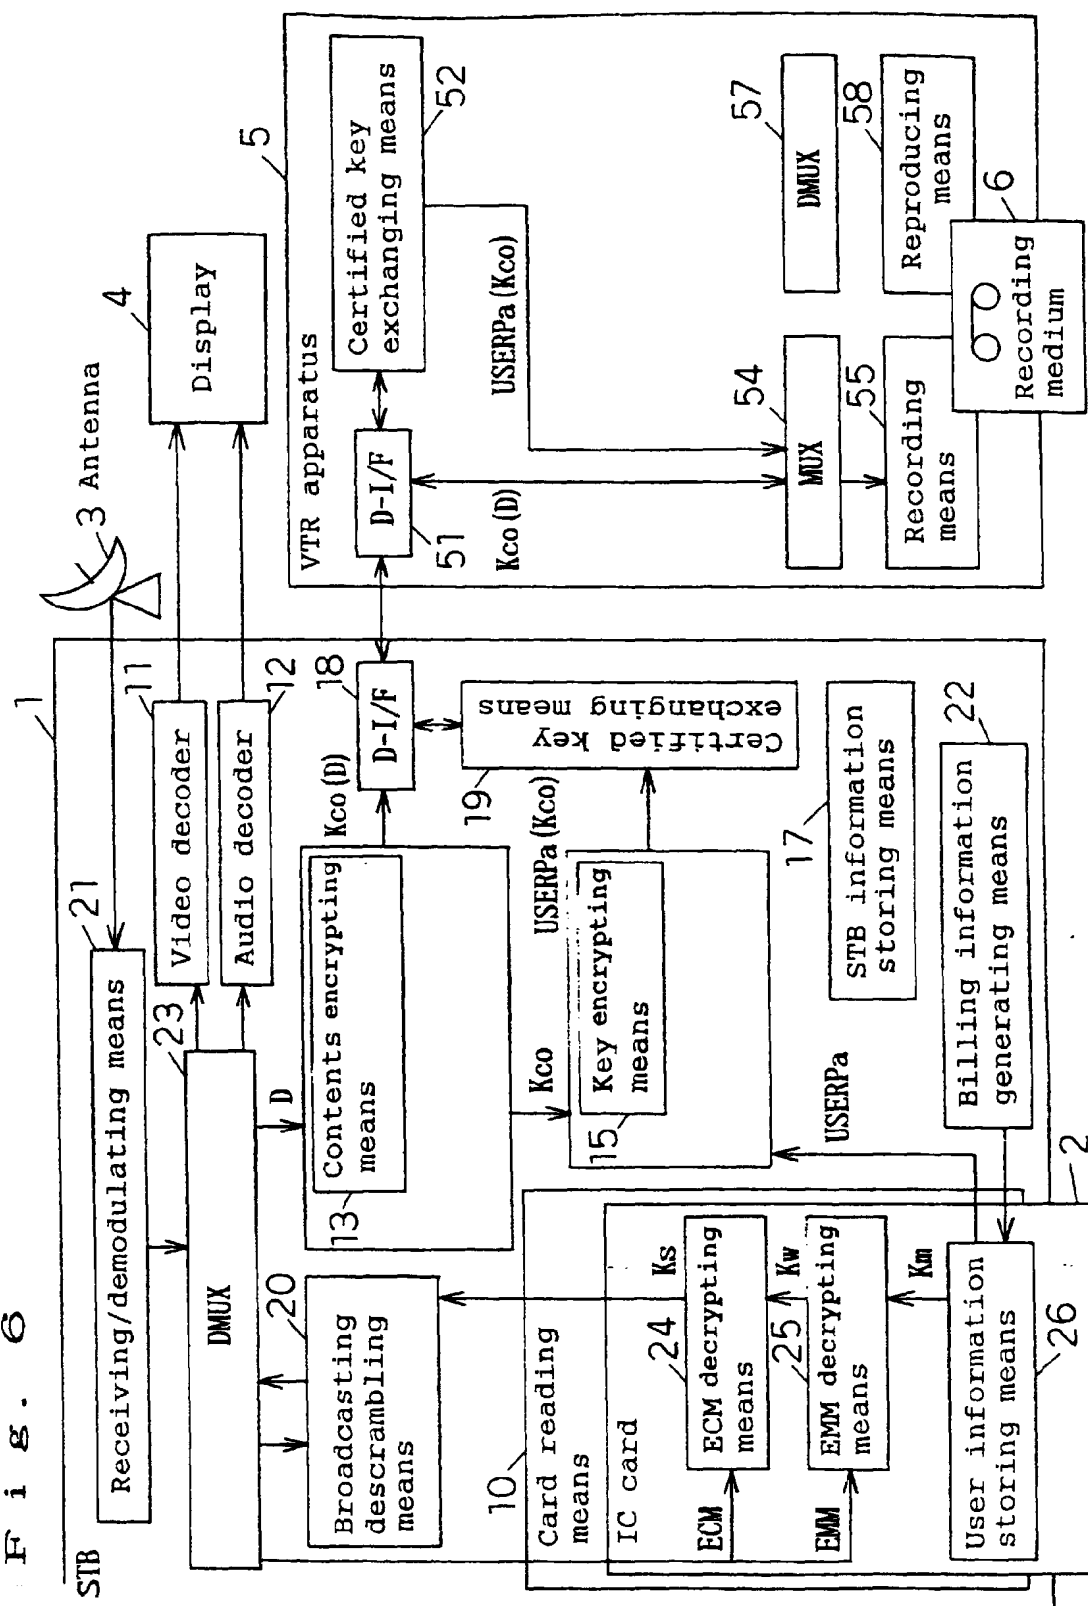 Fig. 6
STB
1
Receiving/demodulating means
21
3
Antenna
4
Display
DMUX
23
Video decoder
11
Audio decoder
12
Broadcasting
descrambling
means
20
D
Contents encrypting
means
13
Kco(D)
D-I/F
18
Certified key
exchanging means
19
Kco
USERPa(Kco)
Key encrypting
means
15
USERPa
STB information
storing means
17
Billing information
generating means
22
10
Card reading
means
IC card
2
ECM
ECM decrypting
means
24
Ks
EMM
EMM decrypting
means
25
Kw
Km
User information
storing means
26
5
VTR apparatus
D-I/F
51
Certified key
exchanging means
52
Kco(D)
USERPa(Kco)
MUX
54
DMUX
57
Recording
means
55
Reproducing
means
58
Recording
medium
6